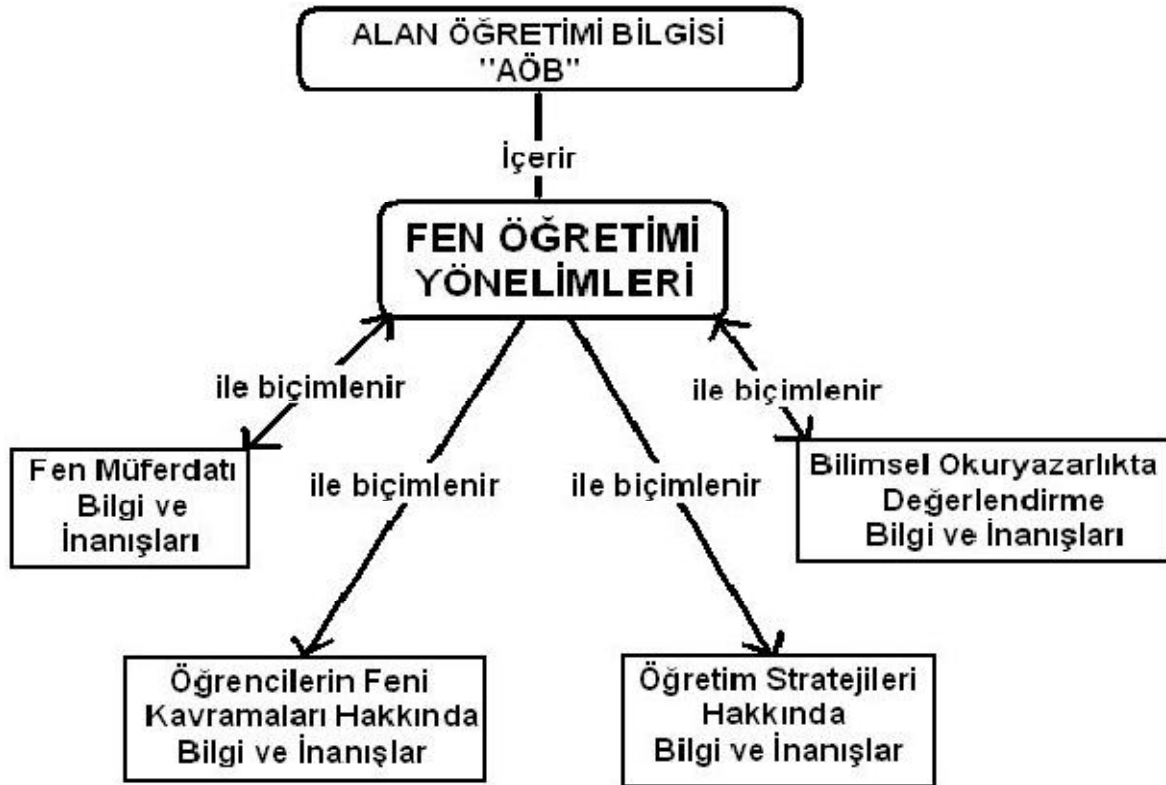 ALAN ÖĞRETİMİ BİLGİSİ
"AÖB"
İçerir
FEN ÖĞRETİMİ
YÖNELİMLERİ
ile biçimlenir
ile biçimlenir
Fen Müferdatı
Bilgi ve
İnanışları
ile biçimlenir
ile biçimlenir
Bilimsel Okuryazarlıkta
Değerlendirme
Bilgi ve İnanışları
Öğrencilerin Feni
Kavramaları Hakkında
Bilgi ve İnanışlar
Öğretim Stratejileri
Hakkında
Bilgi ve İnanışlar